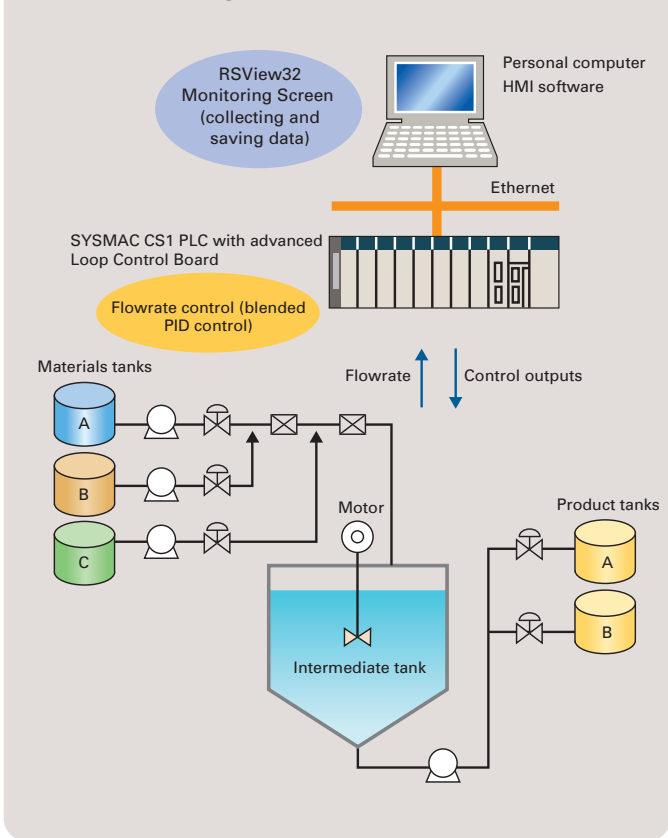 RSView32
Monitoring Screen
(collecting and
saving data)
Personal computer
HMI software
Ethernet
SYSMAC CS1 PLC with advanced
Loop Control Board
Flowrate control (blended
PID control)
Flowrate
Control outputs
Materials tanks
A
B
C
Motor
Intermediate tank
Product tanks
A
B